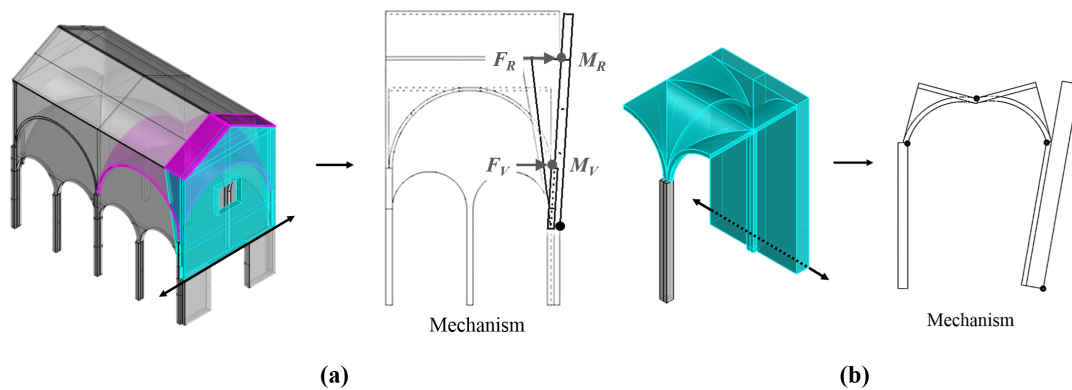 F_R M_R
F_V M_V
Mechanism
Mechanism
(a)
(b)